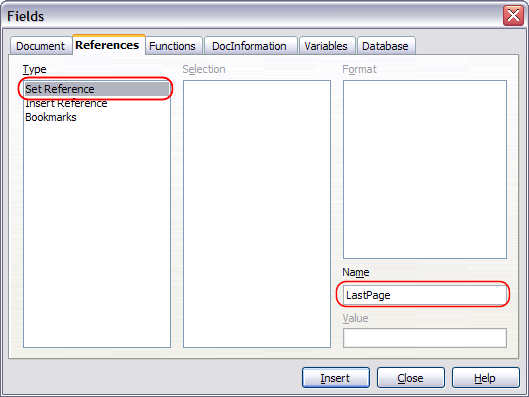 Fields
Document References Functions DocInformation Variables Database
Type Selection Format
Set Reference
Insert Reference
Bookmarks
Name
LastPage
Value
Insert Close Help